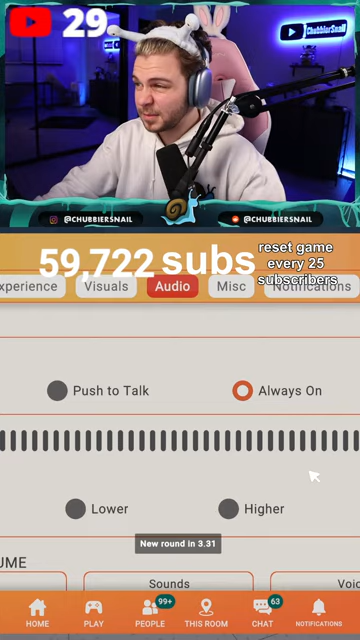 29
ChubbierSnail
@CHUBBIERSNAIL
@CHUBBIERSNAIL
59,722 subs
reset game
every 25
subscribers
xperience
Visuals
Audio
Misc
Notifications
Push to Talk
Always On
Lower
Higher
New round in 3.31
UME
Sounds
Voic
99+
63
HOME
PLAY
PEOPLE
THIS ROOM
CHAT
NOTIFICATIONS